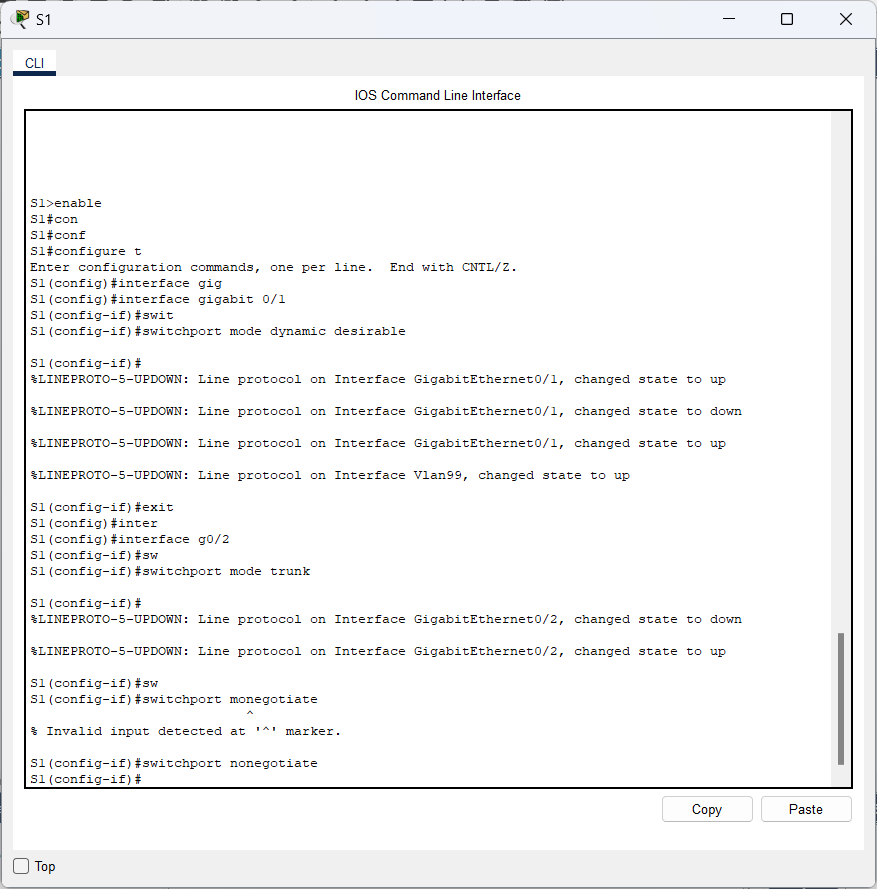 S1
CLI
IOS Command Line Interface
S1>enable
S1#con
S1#conf
S1#configure t
Enter configuration commands, one per line.  End with CNTL/Z.
S1(config)#interface gig
S1(config)#interface gigabit 0/1
S1(config-if)#swit
S1(config-if)#switchport mode dynamic desirable
S1(config-if)#
%LINEPROTO-5-UPDOWN: Line protocol on Interface GigabitEthernet0/1, changed state to up
%LINEPROTO-5-UPDOWN: Line protocol on Interface GigabitEthernet0/1, changed state to down
%LINEPROTO-5-UPDOWN: Line protocol on Interface GigabitEthernet0/1, changed state to up
%LINEPROTO-5-UPDOWN: Line protocol on Interface Vlan99, changed state to up
S1(config-if)#exit
S1(config)#inter
S1(config)#interface g0/2
S1(config-if)#sw
S1(config-if)#switchport mode trunk
S1(config-if)#
%LINEPROTO-5-UPDOWN: Line protocol on Interface GigabitEthernet0/2, changed state to down
%LINEPROTO-5-UPDOWN: Line protocol on Interface GigabitEthernet0/2, changed state to up
S1(config-if)#sw
S1(config-if)#switchport monegotiate
^
% Invalid input detected at '^' marker.
S1(config-if)#switchport nonegotiate
S1(config-if)#
Copy
Paste
Top